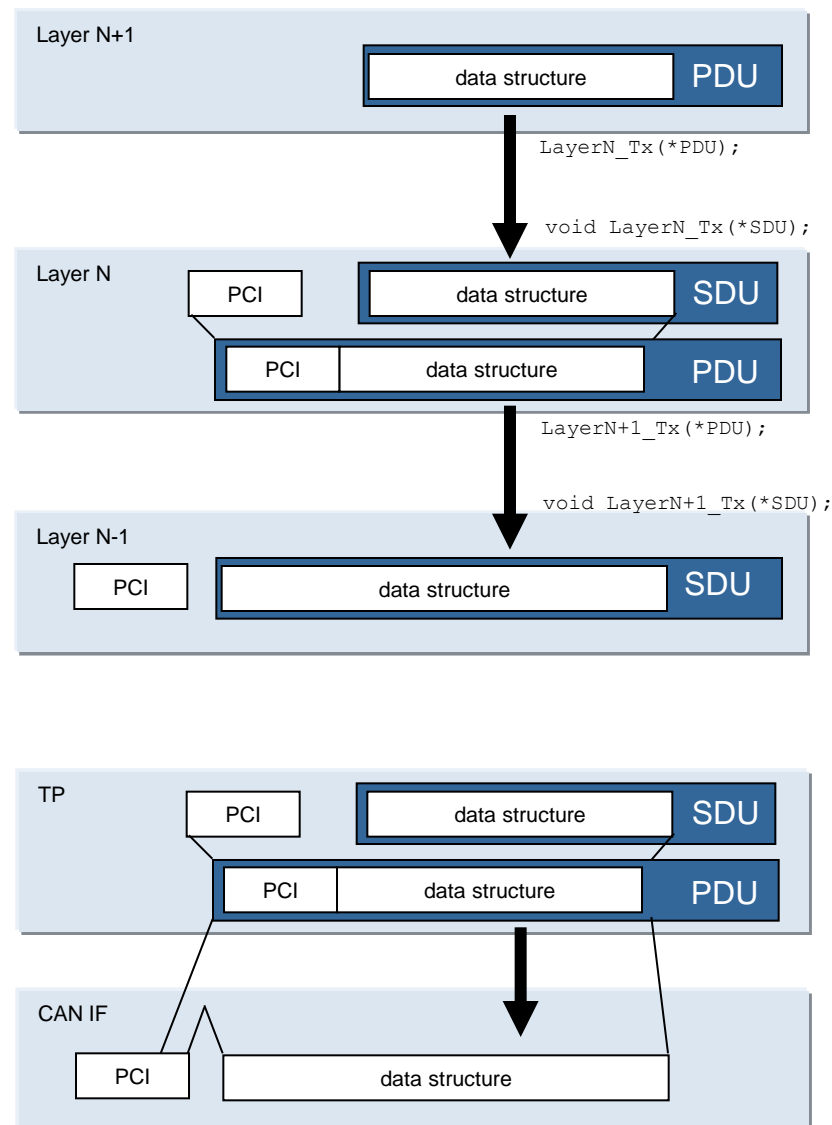 Layer N+1
data structure PDU
LayerN_Tx(*PDU);
void LayerN_Tx(*SDU);
Layer N
PCI data structure SDU
PCI data structure PDU
LayerN+1_Tx(*PDU);
void LayerN+1_Tx(*SDU);
Layer N-1
PCI data structure SDU
TP
PCI data structure SDU
PCI data structure PDU
CAN IF
PCI data structure